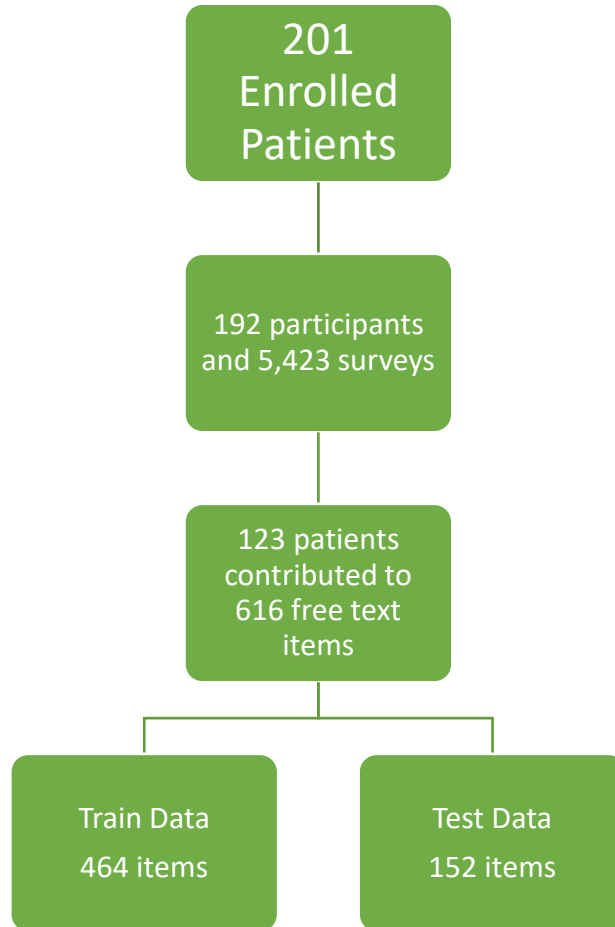 201
Enrolled
Patients
192 participants
and 5,423 surveys
123 patients
contributed to
616 free text
items
Train Data
464 items
Test Data
152 items